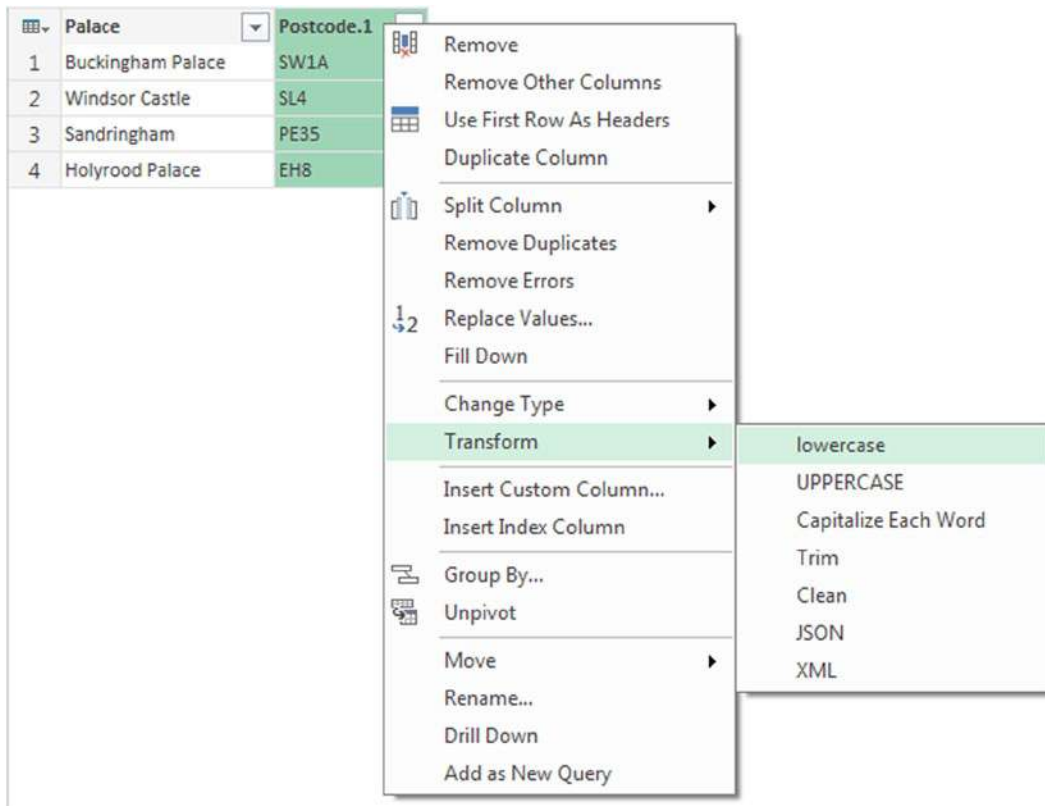 Palace Postcode.1
1 Buckingham Palace SW1A
2 Windsor Castle SL4
3 Sandringham PE35
4 Holyrood Palace EH8
Remove
Remove Other Columns
Use First Row As Headers
Duplicate Column
Split Column
Remove Duplicates
Remove Errors
1 2 Replace Values...
Fill Down
Change Type
Transform
Insert Custom Column...
Insert Index Column
Group By...
Unpivot
Move
Rename...
Drill Down
Add as New Query
lowercase
UPPERCASE
Capitalize Each Word
Trim
Clean
JSON
XML